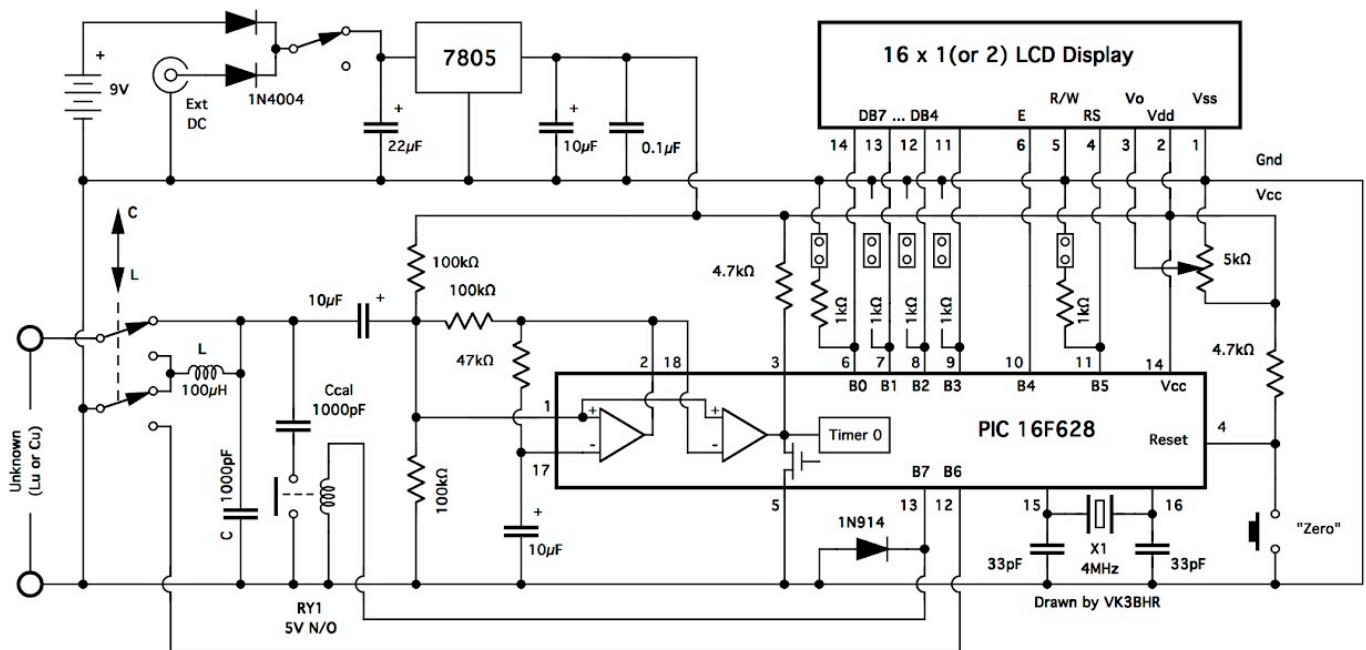 +
9V
Ext
DC
1N4004
7805
+
22µF
+
10µF
0.1µF
16 x 1(or 2) LCD Display
R/W
Vo
Vss
DB7 ... DB4
E
RS
Vdd
14
13
12
11
6
5
4
3
2
1
Gnd
Vcc
C
L
100kΩ
100kΩ
10µF
+
4.7kΩ
5kΩ
1kΩ
1kΩ
1kΩ
1kΩ
1kΩ
47kΩ
4.7kΩ
L
100µH
Ccal
1000pF
2
18
3
6
7
8
9
10
11
14
B0
B1
B2
B3
B4
B5
Vcc
1
+
-
+
-
Timer 0
PIC 16F628
Reset
4
17
B7
B6
Unknown
(Lu or Cu)
1000pF
C
100kΩ
+
10µF
5
1N914
13
12
15
16
33pF
X1
4MHz
33pF
"Zero"
RY1
5V N/O
Drawn by VK3BHR